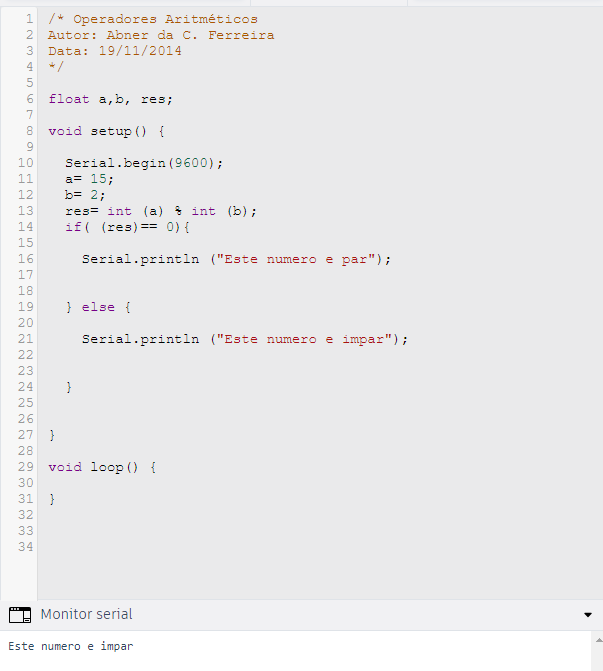 1 /* Operadores Aritméticos
2 Autor: Abner da C. Ferreira
3 Data: 19/11/2014
4 */
5
6 float a,b, res;
7
8 void setup() {
9
10 Serial.begin(9600);
11 a= 15;
12 b= 2;
13 res= int (a) % int (b);
14 if( (res)== 0){
15
16 Serial.println ("Este numero e par");
17
18
19 } else {
20
21 Serial.println ("Este numero e impar");
22
23
24 }
25
26
27 }
28
29 void loop() {
30
31 }
32
33
34
Monitor serial
Este numero e impar